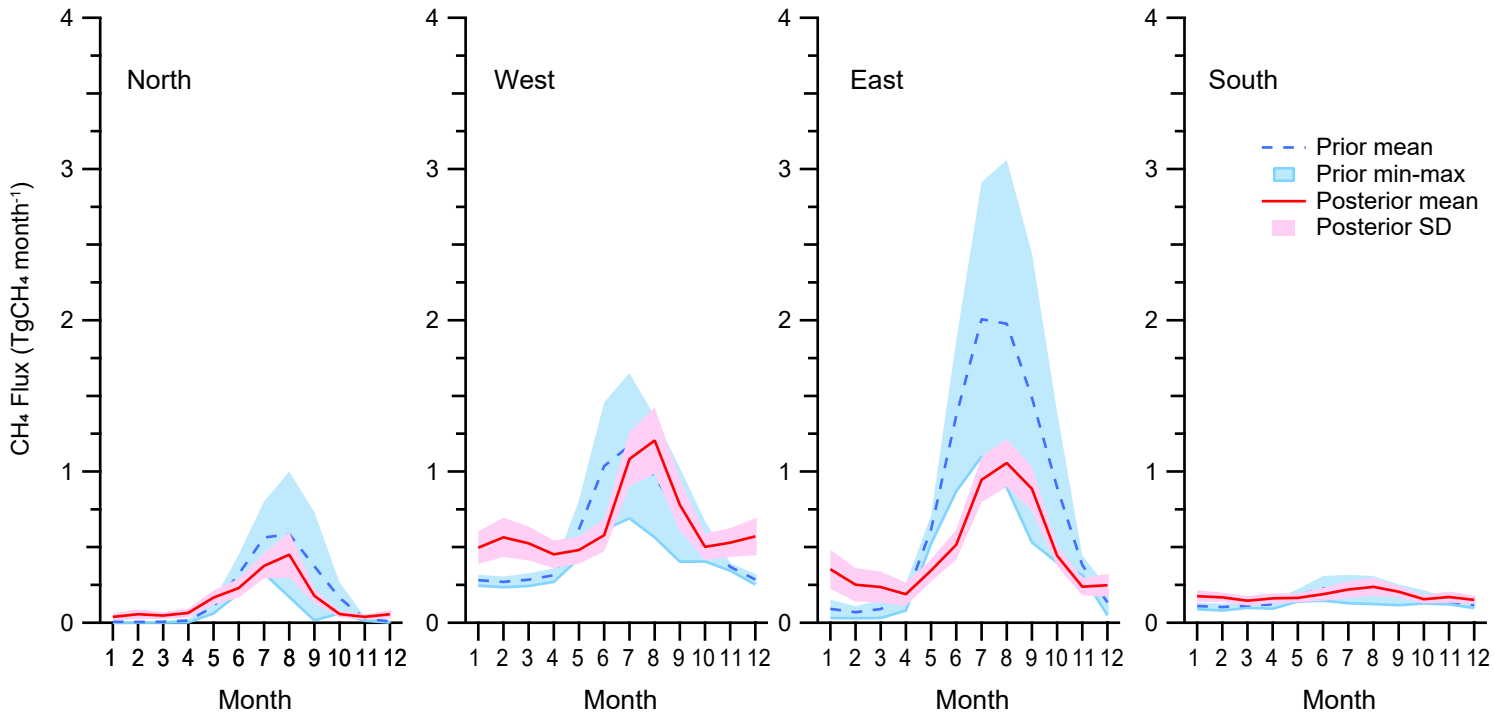 CH₄ Flux (TgCH₄ month⁻¹)
4
3
2
1
0
North
1 2 3 4 5 6 7 8 9 10 11 12
Month
4
3
2
1
0
West
1 2 3 4 5 6 7 8 9 10 11 12
Month
4
3
2
1
0
East
1 2 3 4 5 6 7 8 9 10 11 12
Month
4
3
2
1
0
South
Prior mean
Prior min-max
Posterior mean
Posterior SD
1 2 3 4 5 6 7 8 9 10 11 12
Month